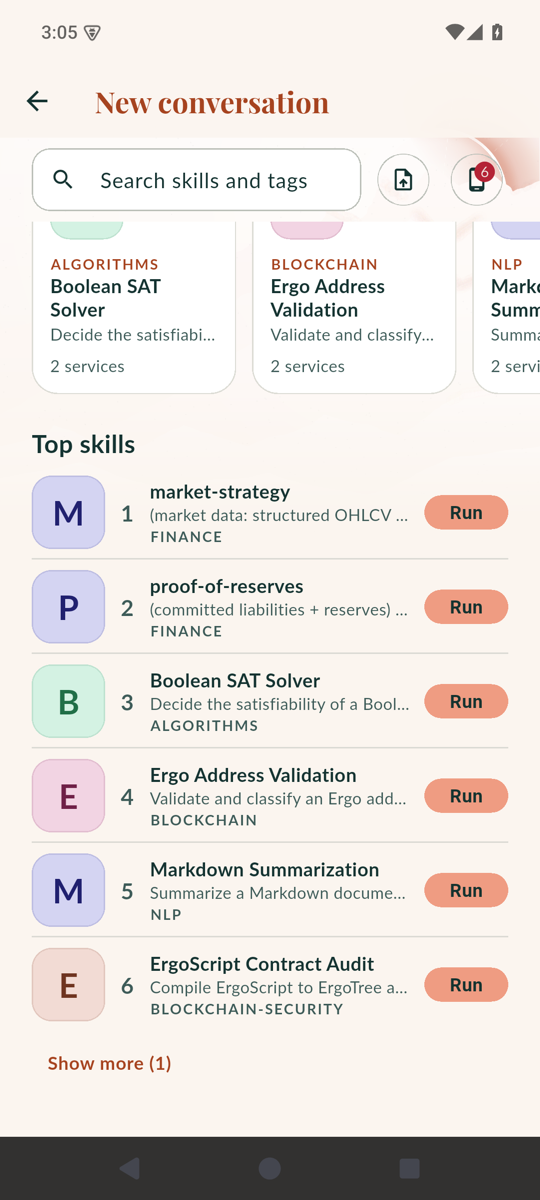 3:05
New conversation
Search skills and tags
6
ALGORITHMS
Boolean SAT
Solver
Decide the satisfiabi...
2 services
BLOCKCHAIN
Ergo Address
Validation
Validate and classify...
2 services
NLP
Top skills
M
1
market-strategy
(market data: structured OHLCV ...
FINANCE
Run
P
2
proof-of-reserves
(committed liabilities + reserves) ...
FINANCE
Run
B
3
Boolean SAT Solver
Decide the satisfiability of a Bool...
ALGORITHMS
Run
E
4
Ergo Address Validation
Validate and classify an Ergo add...
BLOCKCHAIN
Run
M
5
Markdown Summarization
Summarize a Markdown docume...
NLP
Run
E
6
ErgoScript Contract Audit
Compile ErgoScript to ErgoTree a...
BLOCKCHAIN-SECURITY
Run
Show more (1)